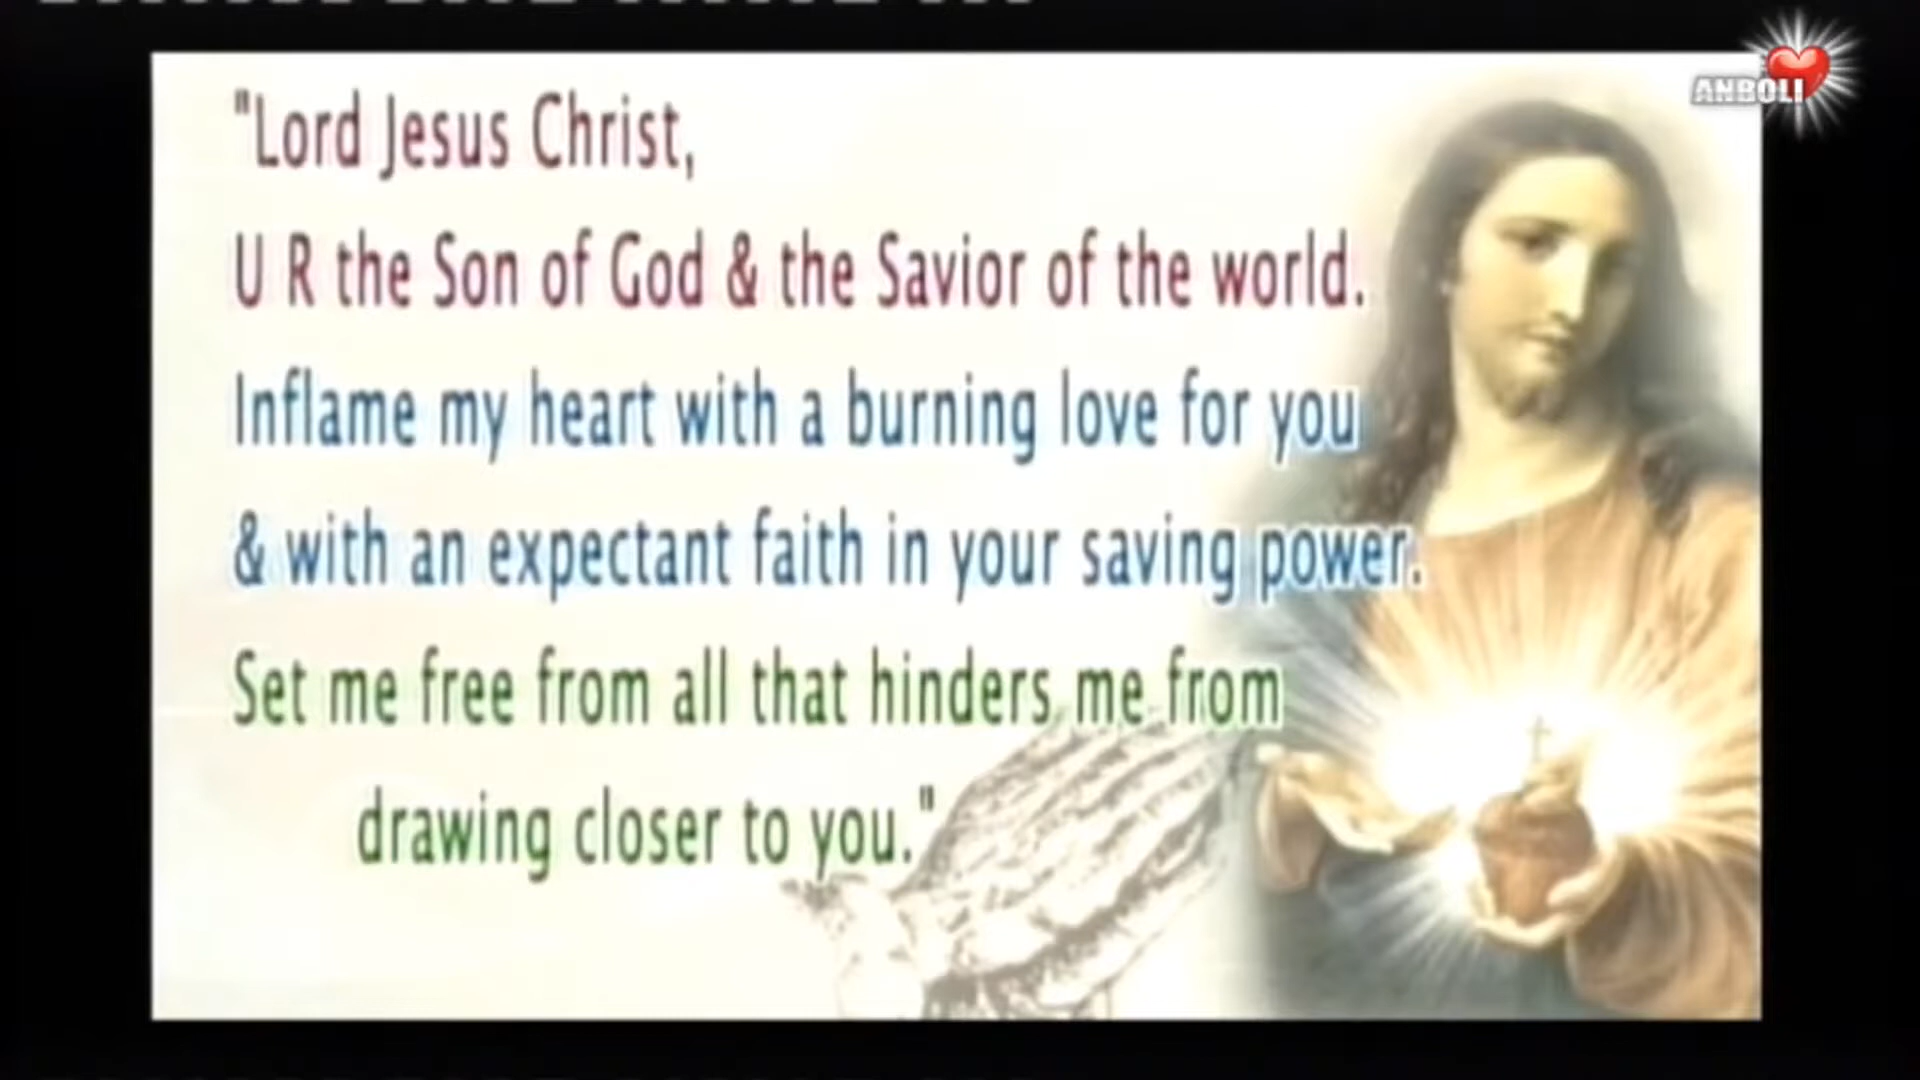 "Lord Jesus Christ,
U R the Son of God & the Savior of the world.
Inflame my heart with a burning love for you
& with an expectant faith in your saving power.
Set me free from all that hinders me from
drawing closer to you."
ANBOLI